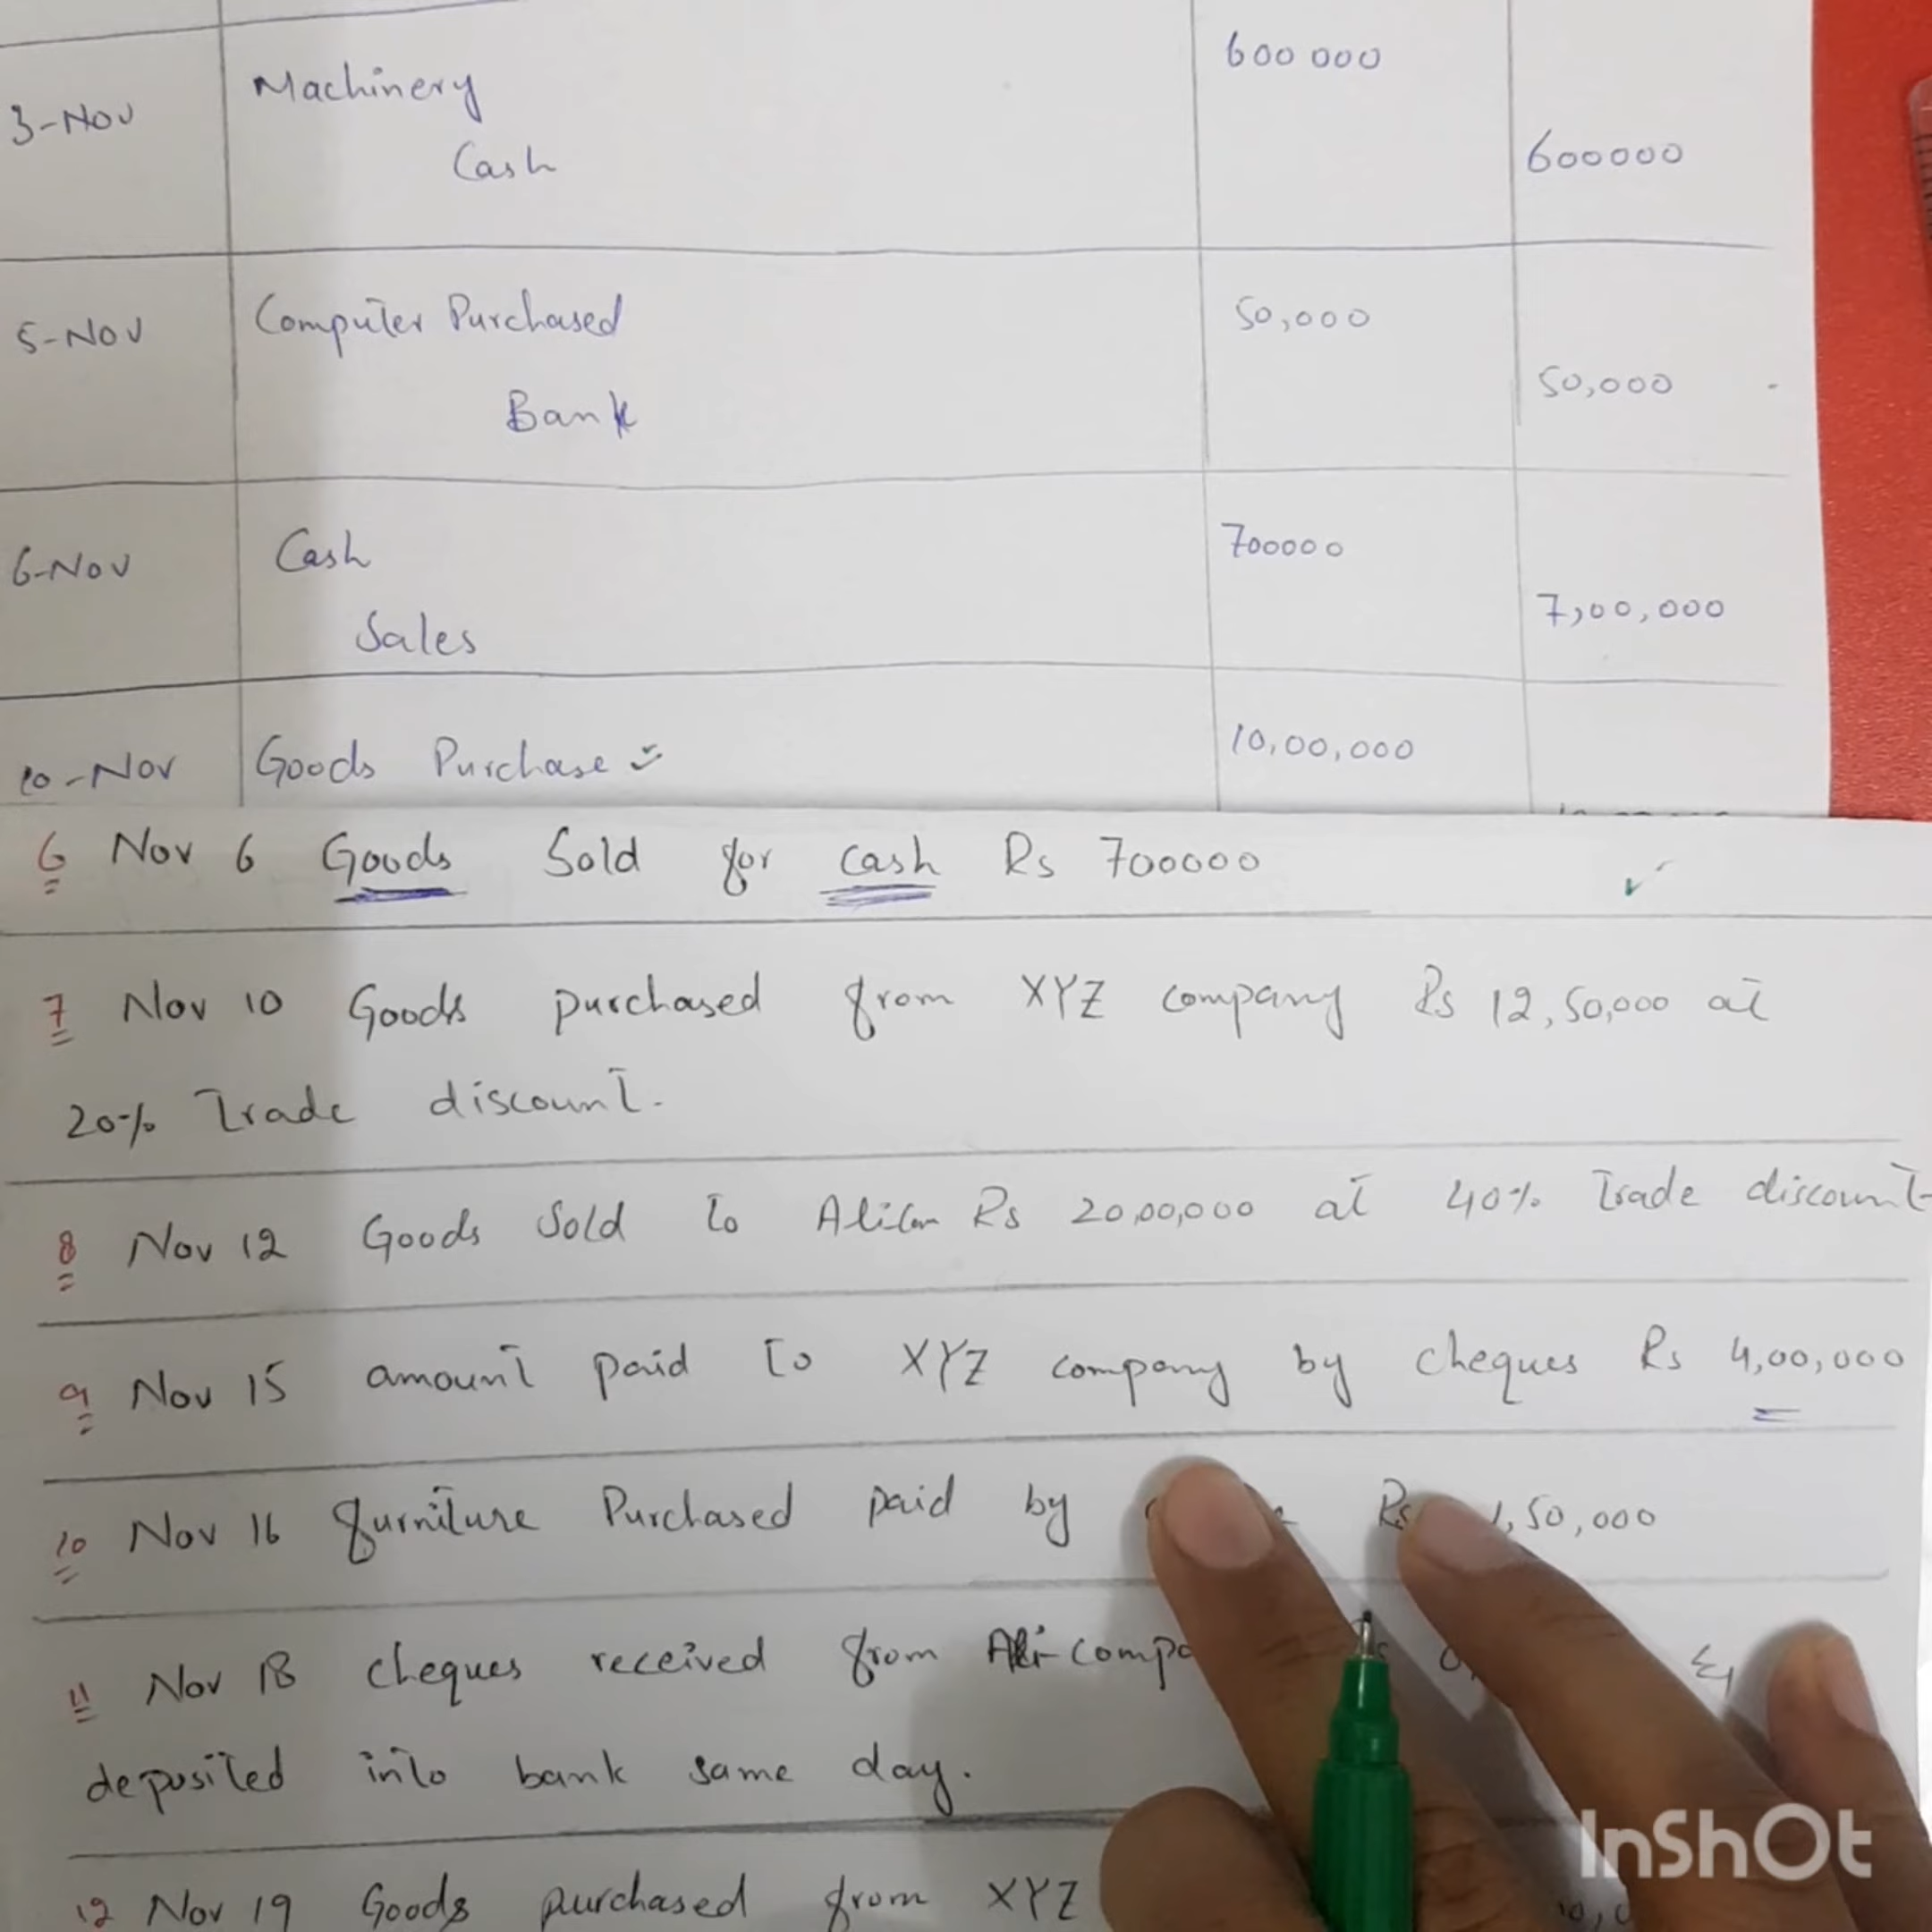 600 000
3-Nov Machinery
Cash 600000
5-Nov Computer Purchased 50,000
Bank 50,000
6-Nov Cash 700000
Sales 7,00,000
10-Nov Goods Purchase 10,00,000
6 Nov 6 Goods Sold for cash Rs 700000
7 Nov 10 Goods purchased from XYZ company Rs 12,50,000 at
20% Trade discount.
8 Nov 12 Goods Sold to Rs 20,00,000 at 40% Trade discount
9 Nov 15 amount paid to XYZ company by cheques Rs 4,00,000
10 Nov 16 furniture Purchased paid by Rs ,50,000
11 Nov 18 cheques received from &
deposited into bank same day.
12 Nov 19 Goods purchased from XYZ
InShOt